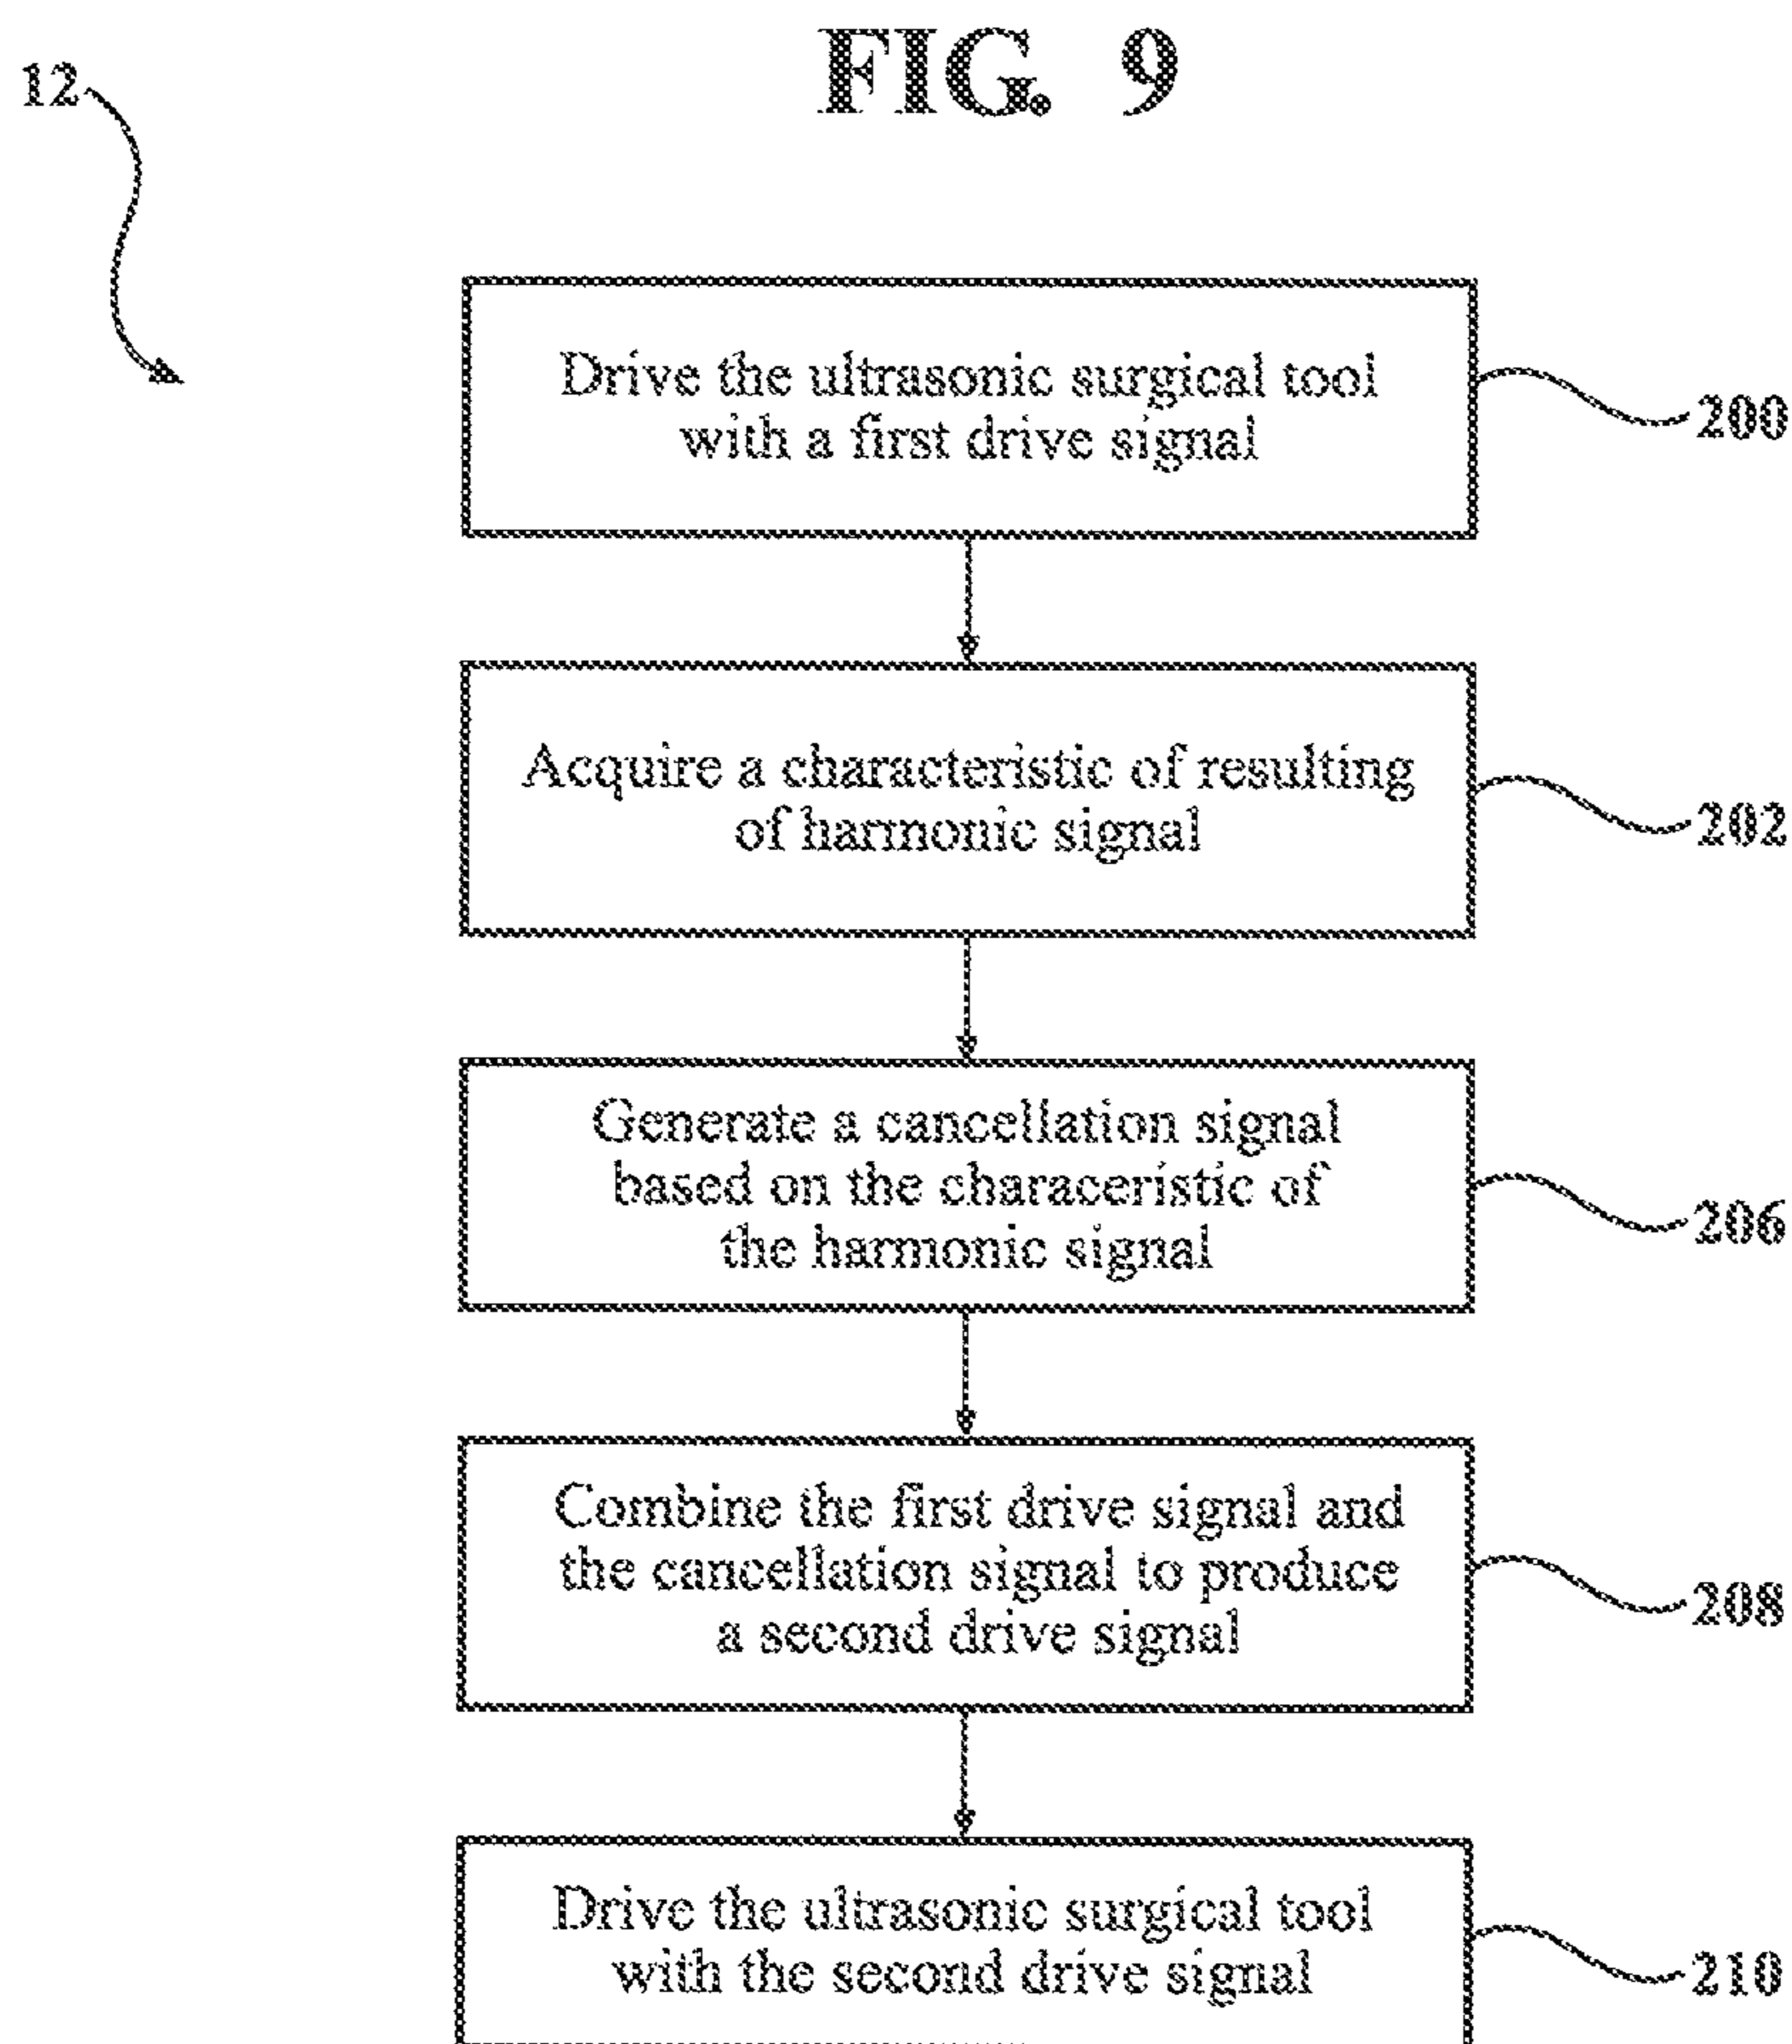 FIG. 9
12
Drive the ultrasonic surgical tool
with a first drive signal
200
Acquire a characteristic of resulting
of harmonic signal
202
Generate a cancellation signal
based on the characeristic of
the harmonic signal
206
Combine the first drive signal and
the cancellation signal to produce
a second drive signal
208
Drive the ultrasonic surgical tool
with the second drive signal
210